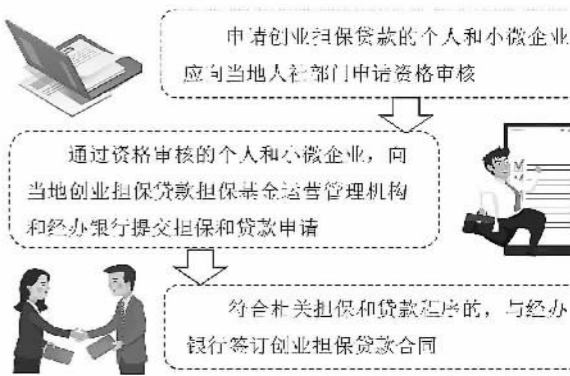 申请创业担保贷款的个人和小微企业
应向当地人社部门申请资格审核
通过资格审核的个人和小微企业，向
当地创业担保贷款担保基金运营管理机构
和经办银行提交担保和贷款申请
符合相关担保和贷款程序的，与经办
银行签订创业担保贷款合同